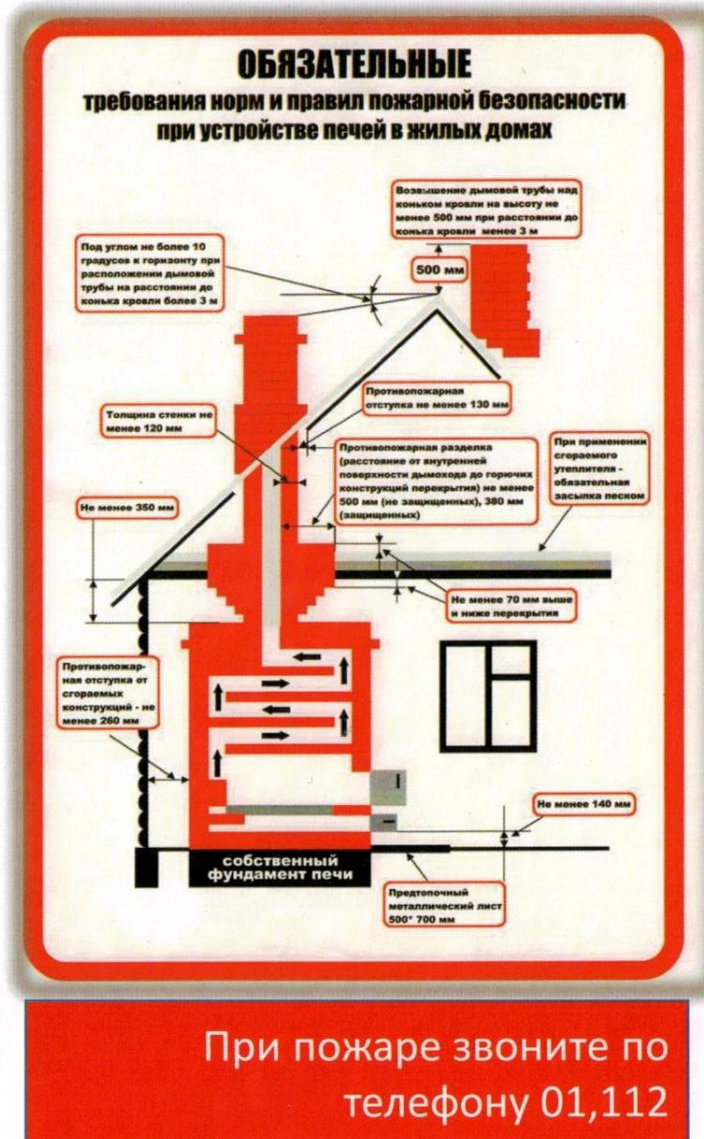 ОБЯЗАТЕЛЬНЫЕ
требования норм и правил пожарной безопасности
при устройстве печей в жилых домах
Возвышение дымовой трубы над
коньком кровли на высоту не
менее 500 мм при расстоянии до
конька кровли менее 3 м
Под углом не более 10
градусов к горизонту при
расположении дымовой
трубы на расстоянии до
конька кровли более 3 м
500 мм
Противопожарная
отступка не менее 130 мм
Толщина стенки не
менее 120 мм
Противопожарная разделка
(расстояние от внутренней
поверхности дымохода до горючих
конструкций перекрытия) не менее
500 мм (не защищенных), 380 мм
(защищенных)
При применении
сгораемого
утеплителя -
обязательная
засыпка песком
Не менее 350 мм
Не менее 70 мм выше
и ниже перекрытия
Противопожар-
ная отступка от
сгораемых
конструкций - не
менее 260 мм
Не менее 140 мм
собственный
фундамент печи
Предтопочный
металлический лист
500* 700 мм
При пожаре звоните по
телефону 01,112